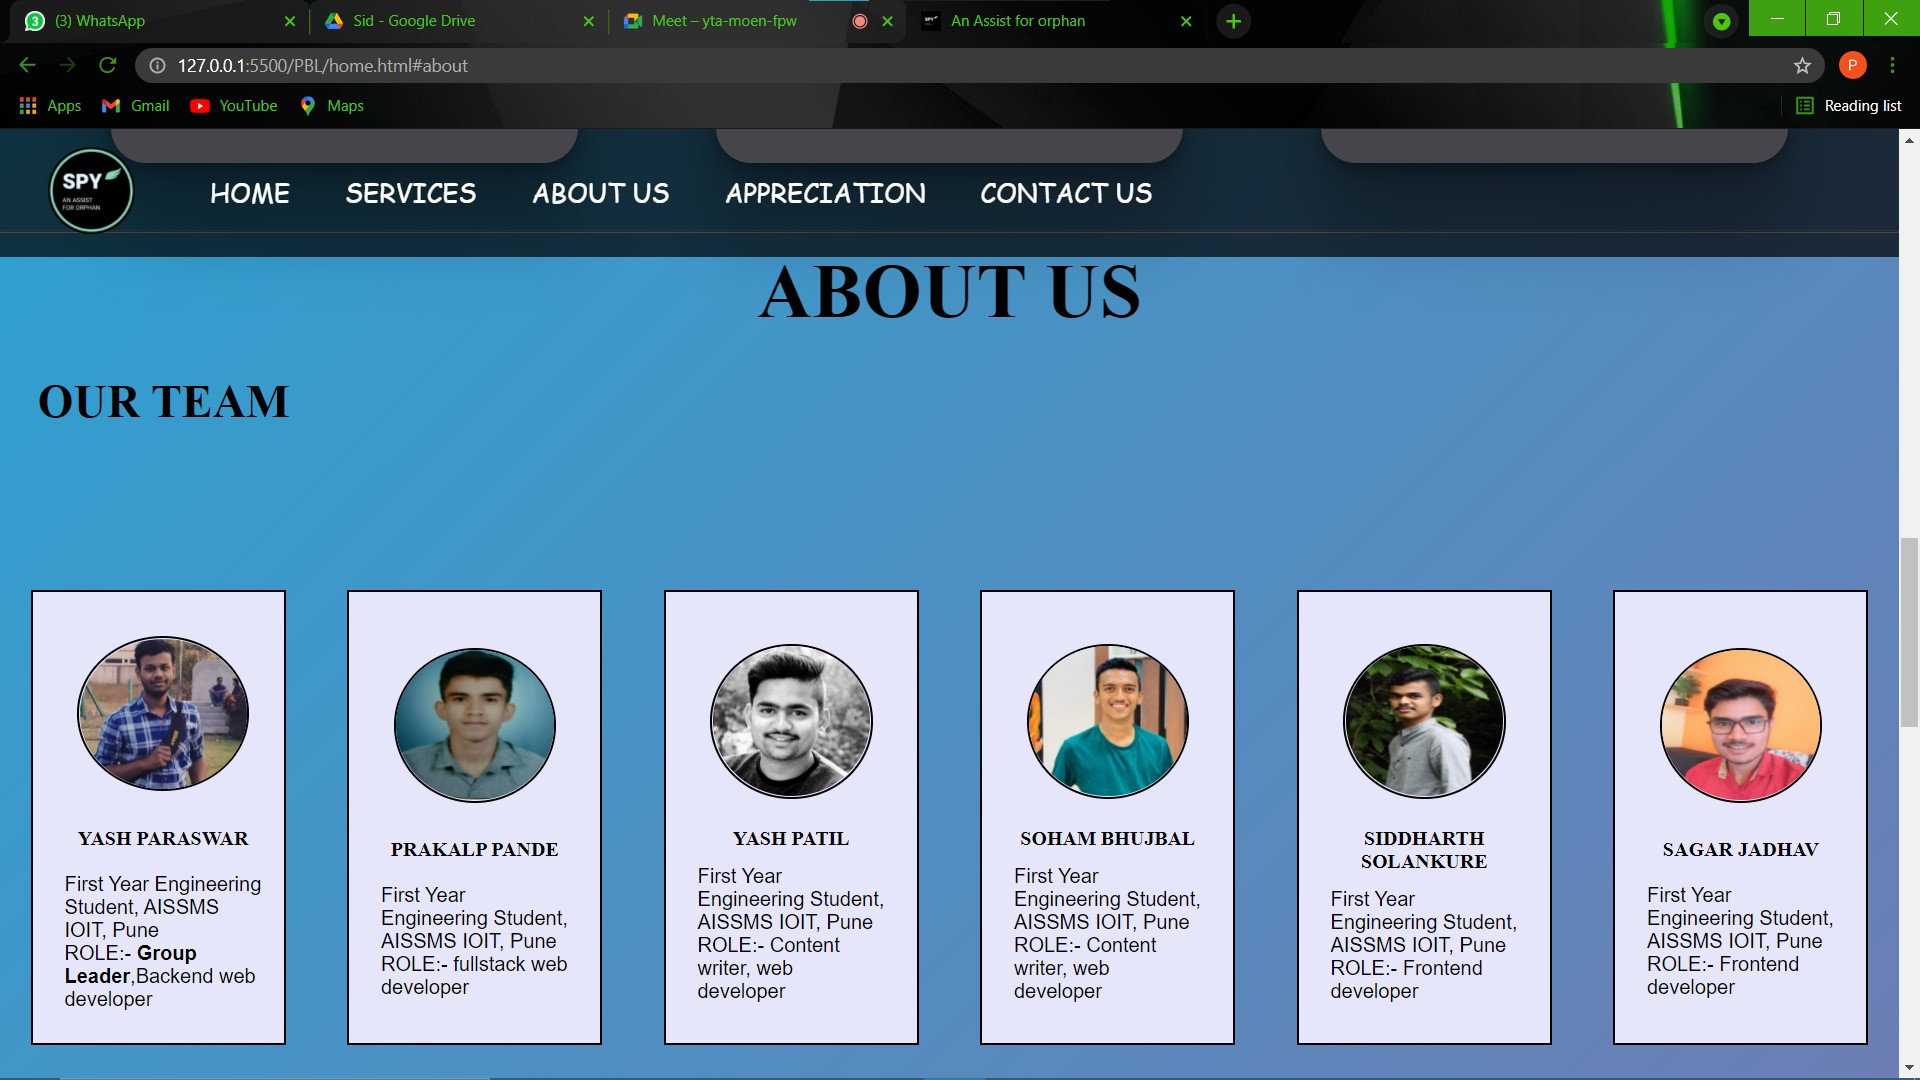 (3) WhatsApp
Sid - Google Drive
Meet – yta-moen-fpw
An Assist for orphan
127.0.0.1:5500/PBL/home.html#about
P
Apps
Gmail
YouTube
Maps
Reading list
SPY
AN ASSIST
FOR ORPHAN
HOME
SERVICES
ABOUT US
APPRECIATION
CONTACT US
ABOUT US
OUR TEAM
YASH PARASWAR
First Year Engineering
Student, AISSMS
IOIT, Pune
ROLE:- Group
Leader,Backend web
developer
PRAKALP PANDE
First Year
Engineering Student,
AISSMS IOIT, Pune
ROLE:- fullstack web
developer
YASH PATIL
First Year
Engineering Student,
AISSMS IOIT, Pune
ROLE:- Content
writer, web
developer
SOHAM BHUJBAL
First Year
Engineering Student,
AISSMS IOIT, Pune
ROLE:- Content
writer, web
developer
SIDDHARTH
SOLANKURE
First Year
Engineering Student,
AISSMS IOIT, Pune
ROLE:- Frontend
developer
SAGAR JADHAV
First Year
Engineering Student,
AISSMS IOIT, Pune
ROLE:- Frontend
developer